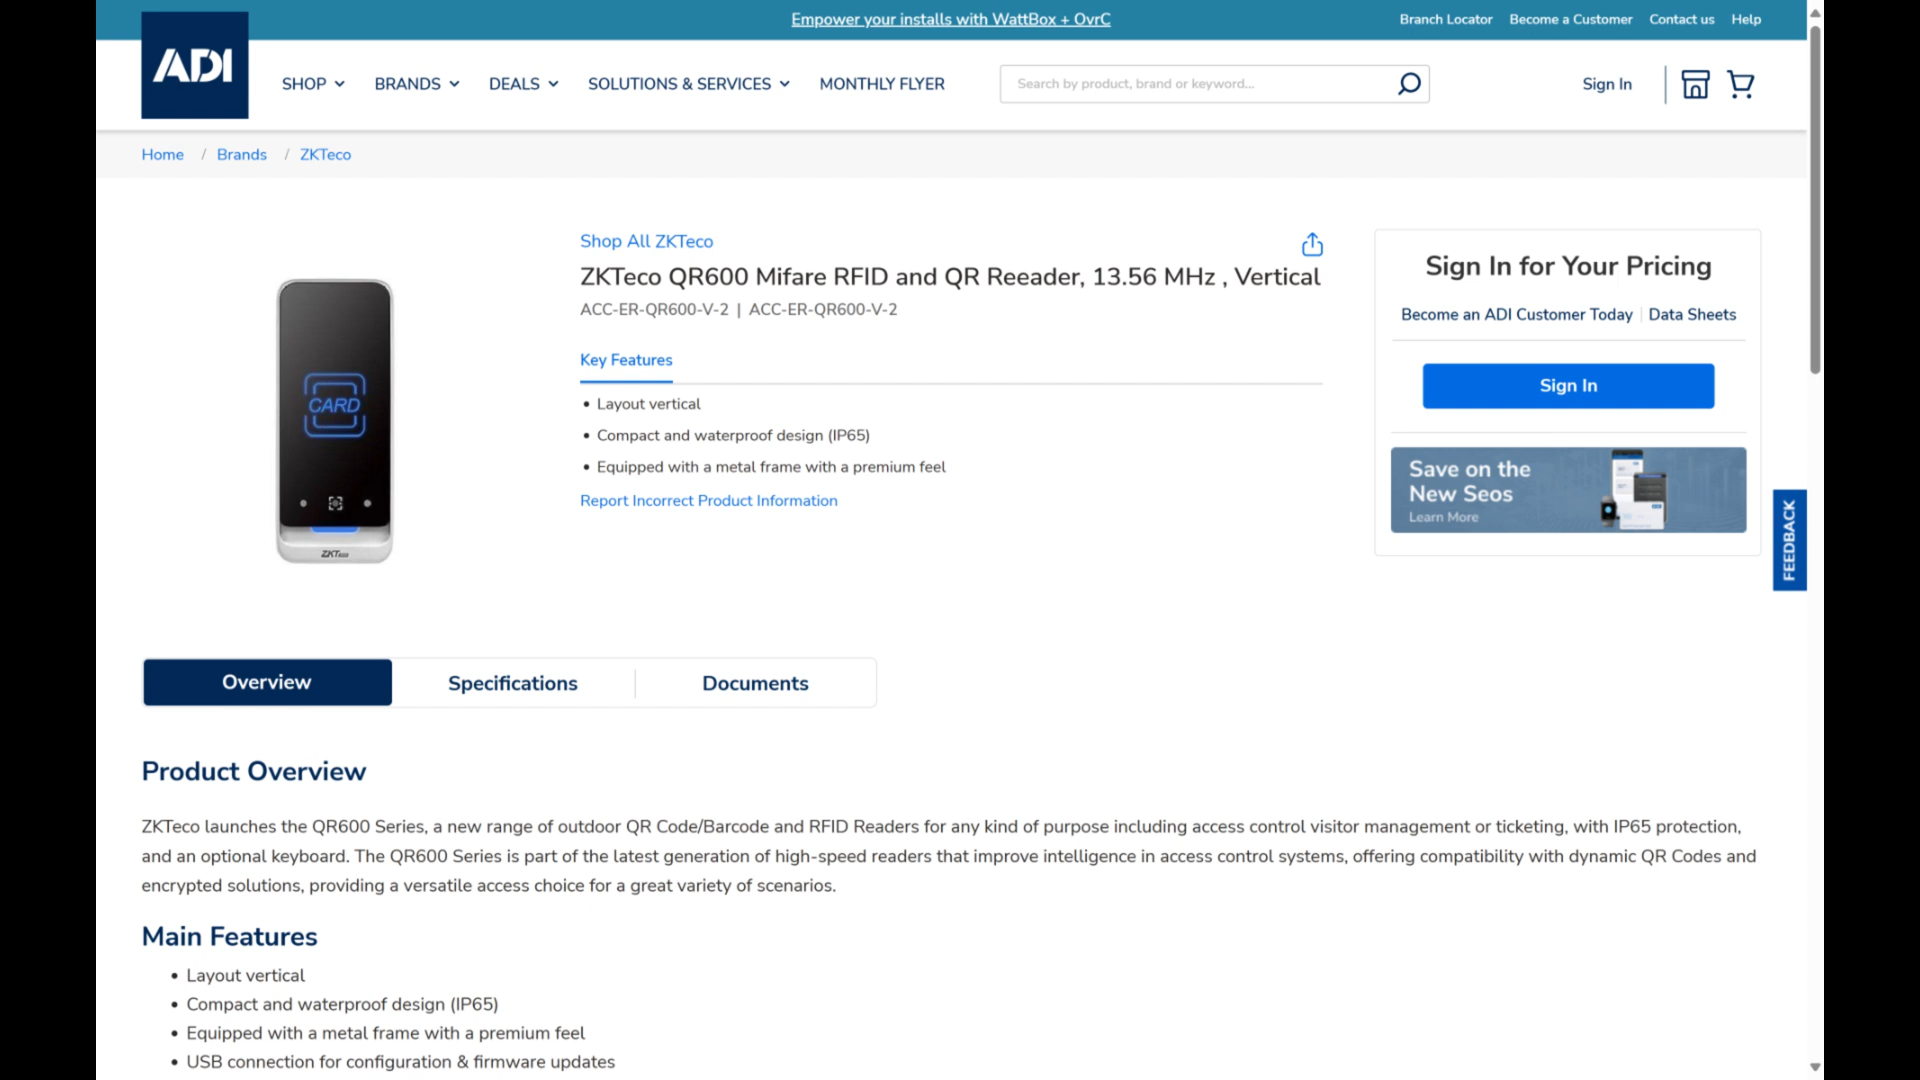 Empower your installs with WattBox + OvrC
Branch Locator
Become a Customer
Contact us
Help
ADI
SHOP
BRANDS
DEALS
SOLUTIONS & SERVICES
MONTHLY FLYER
Search by product, brand or keyword...
Sign In
Home / Brands / ZKTeco
Shop All ZKTeco
ZKTeco QR600 Mifare RFID and QR Reeader, 13.56 MHz , Vertical
ACC-ER-QR600-V-2 | ACC-ER-QR600-V-2
Key Features
• Layout vertical
• Compact and waterproof design (IP65)
• Equipped with a metal frame with a premium feel
Report Incorrect Product Information
CARD
ZKTeco
Sign In for Your Pricing
Become an ADI Customer Today | Data Sheets
Sign In
Save on the
New Seos
Learn More
FEEDBACK
Overview
Specifications
Documents
Product Overview
ZKTeco launches the QR600 Series, a new range of outdoor QR Code/Barcode and RFID Readers for any kind of purpose including access control visitor management or ticketing, with IP65 protection,
and an optional keyboard. The QR600 Series is part of the latest generation of high-speed readers that improve intelligence in access control systems, offering compatibility with dynamic QR Codes and
encrypted solutions, providing a versatile access choice for a great variety of scenarios.
Main Features
• Layout vertical
• Compact and waterproof design (IP65)
• Equipped with a metal frame with a premium feel
• USB connection for configuration & firmware updates